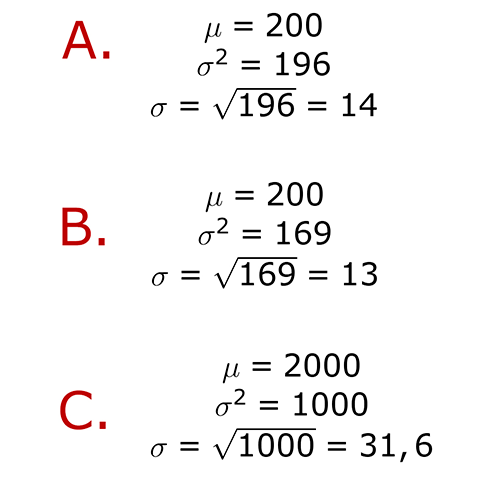 A.
μ = 200
σ² = 196
σ = √196 = 14
B.
μ = 200
σ² = 169
σ = √169 = 13
C.
μ = 2000
σ² = 1000
σ = √1000 = 31,6